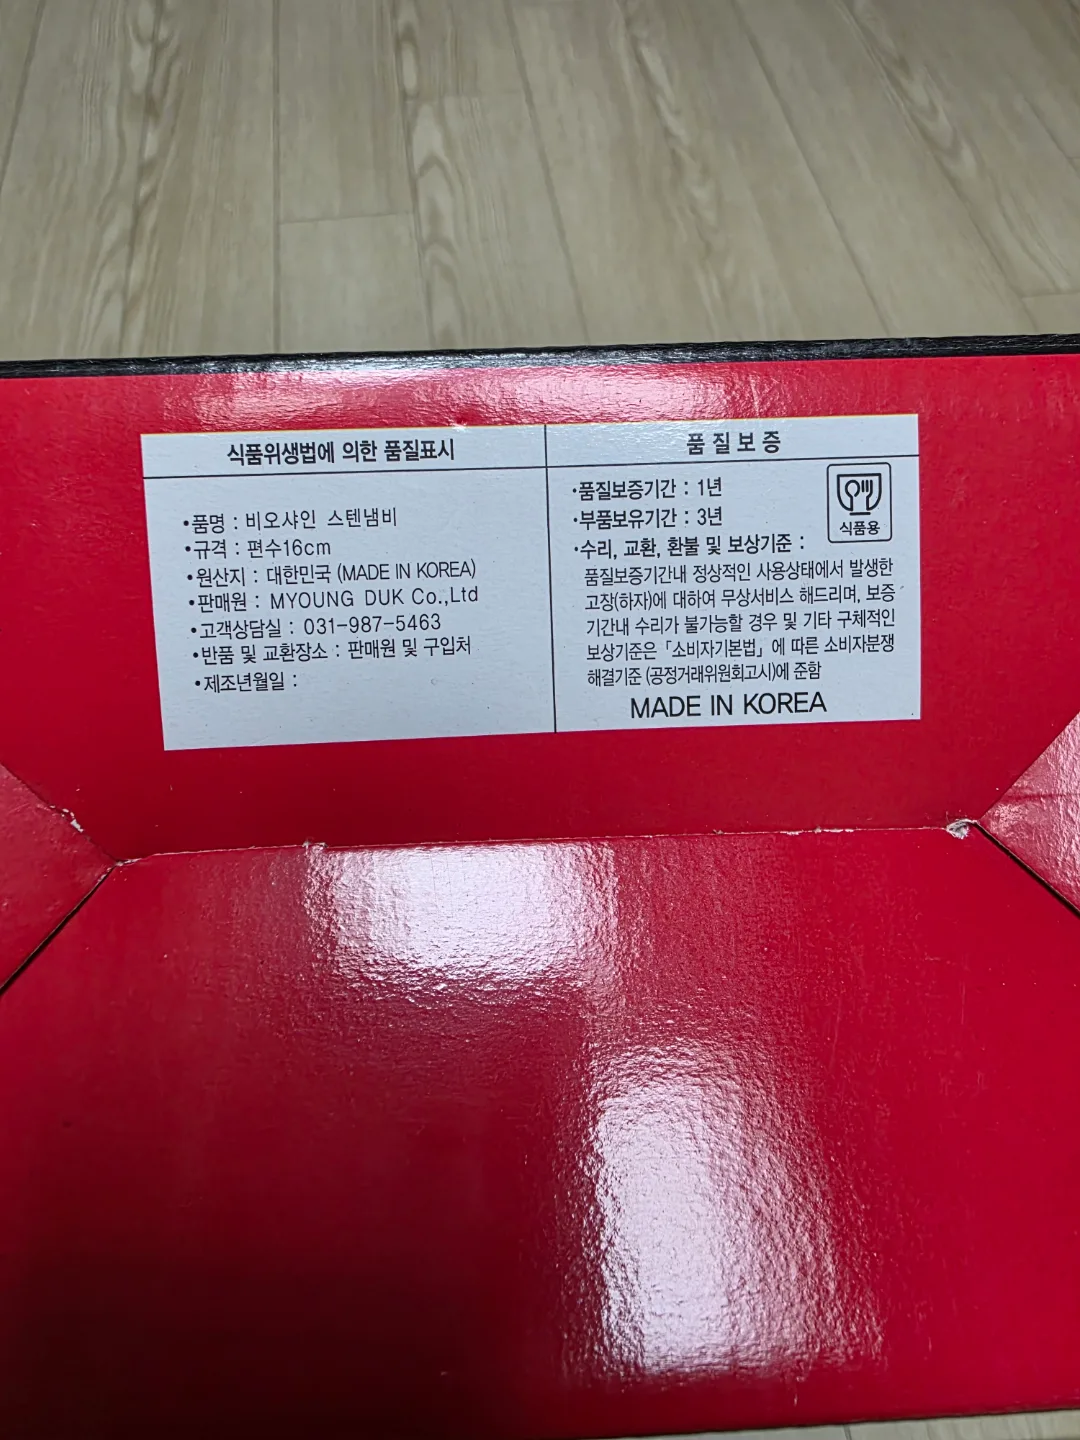 식품위생법에 의한 품질표시
•품명 : 비오샤인 스텐냄비
•규격 : 편수16cm
•원산지 : 대한민국 (MADE IN KOREA)
•판매원 : MYOUNG DUK Co.,Ltd
•고객상담실 : 031-987-5463
•반품 및 교환장소 : 판매원 및 구입처
•제조년월일 :
품 질 보 증
•품질보증기간 : 1년
•부품보유기간 : 3년
•수리, 교환, 환불 및 보상기준 :
품질보증기간내 정상적인 사용상태에서 발생한
고장(하자)에 대하여 무상서비스 해드리며, 보증
기간내 수리가 불가능할 경우 및 기타 구체적인
보상기준은 「소비자기본법」에 따른 소비자분쟁
해결기준 (공정거래위원회고시)에 준함
MADE IN KOREA
식품용